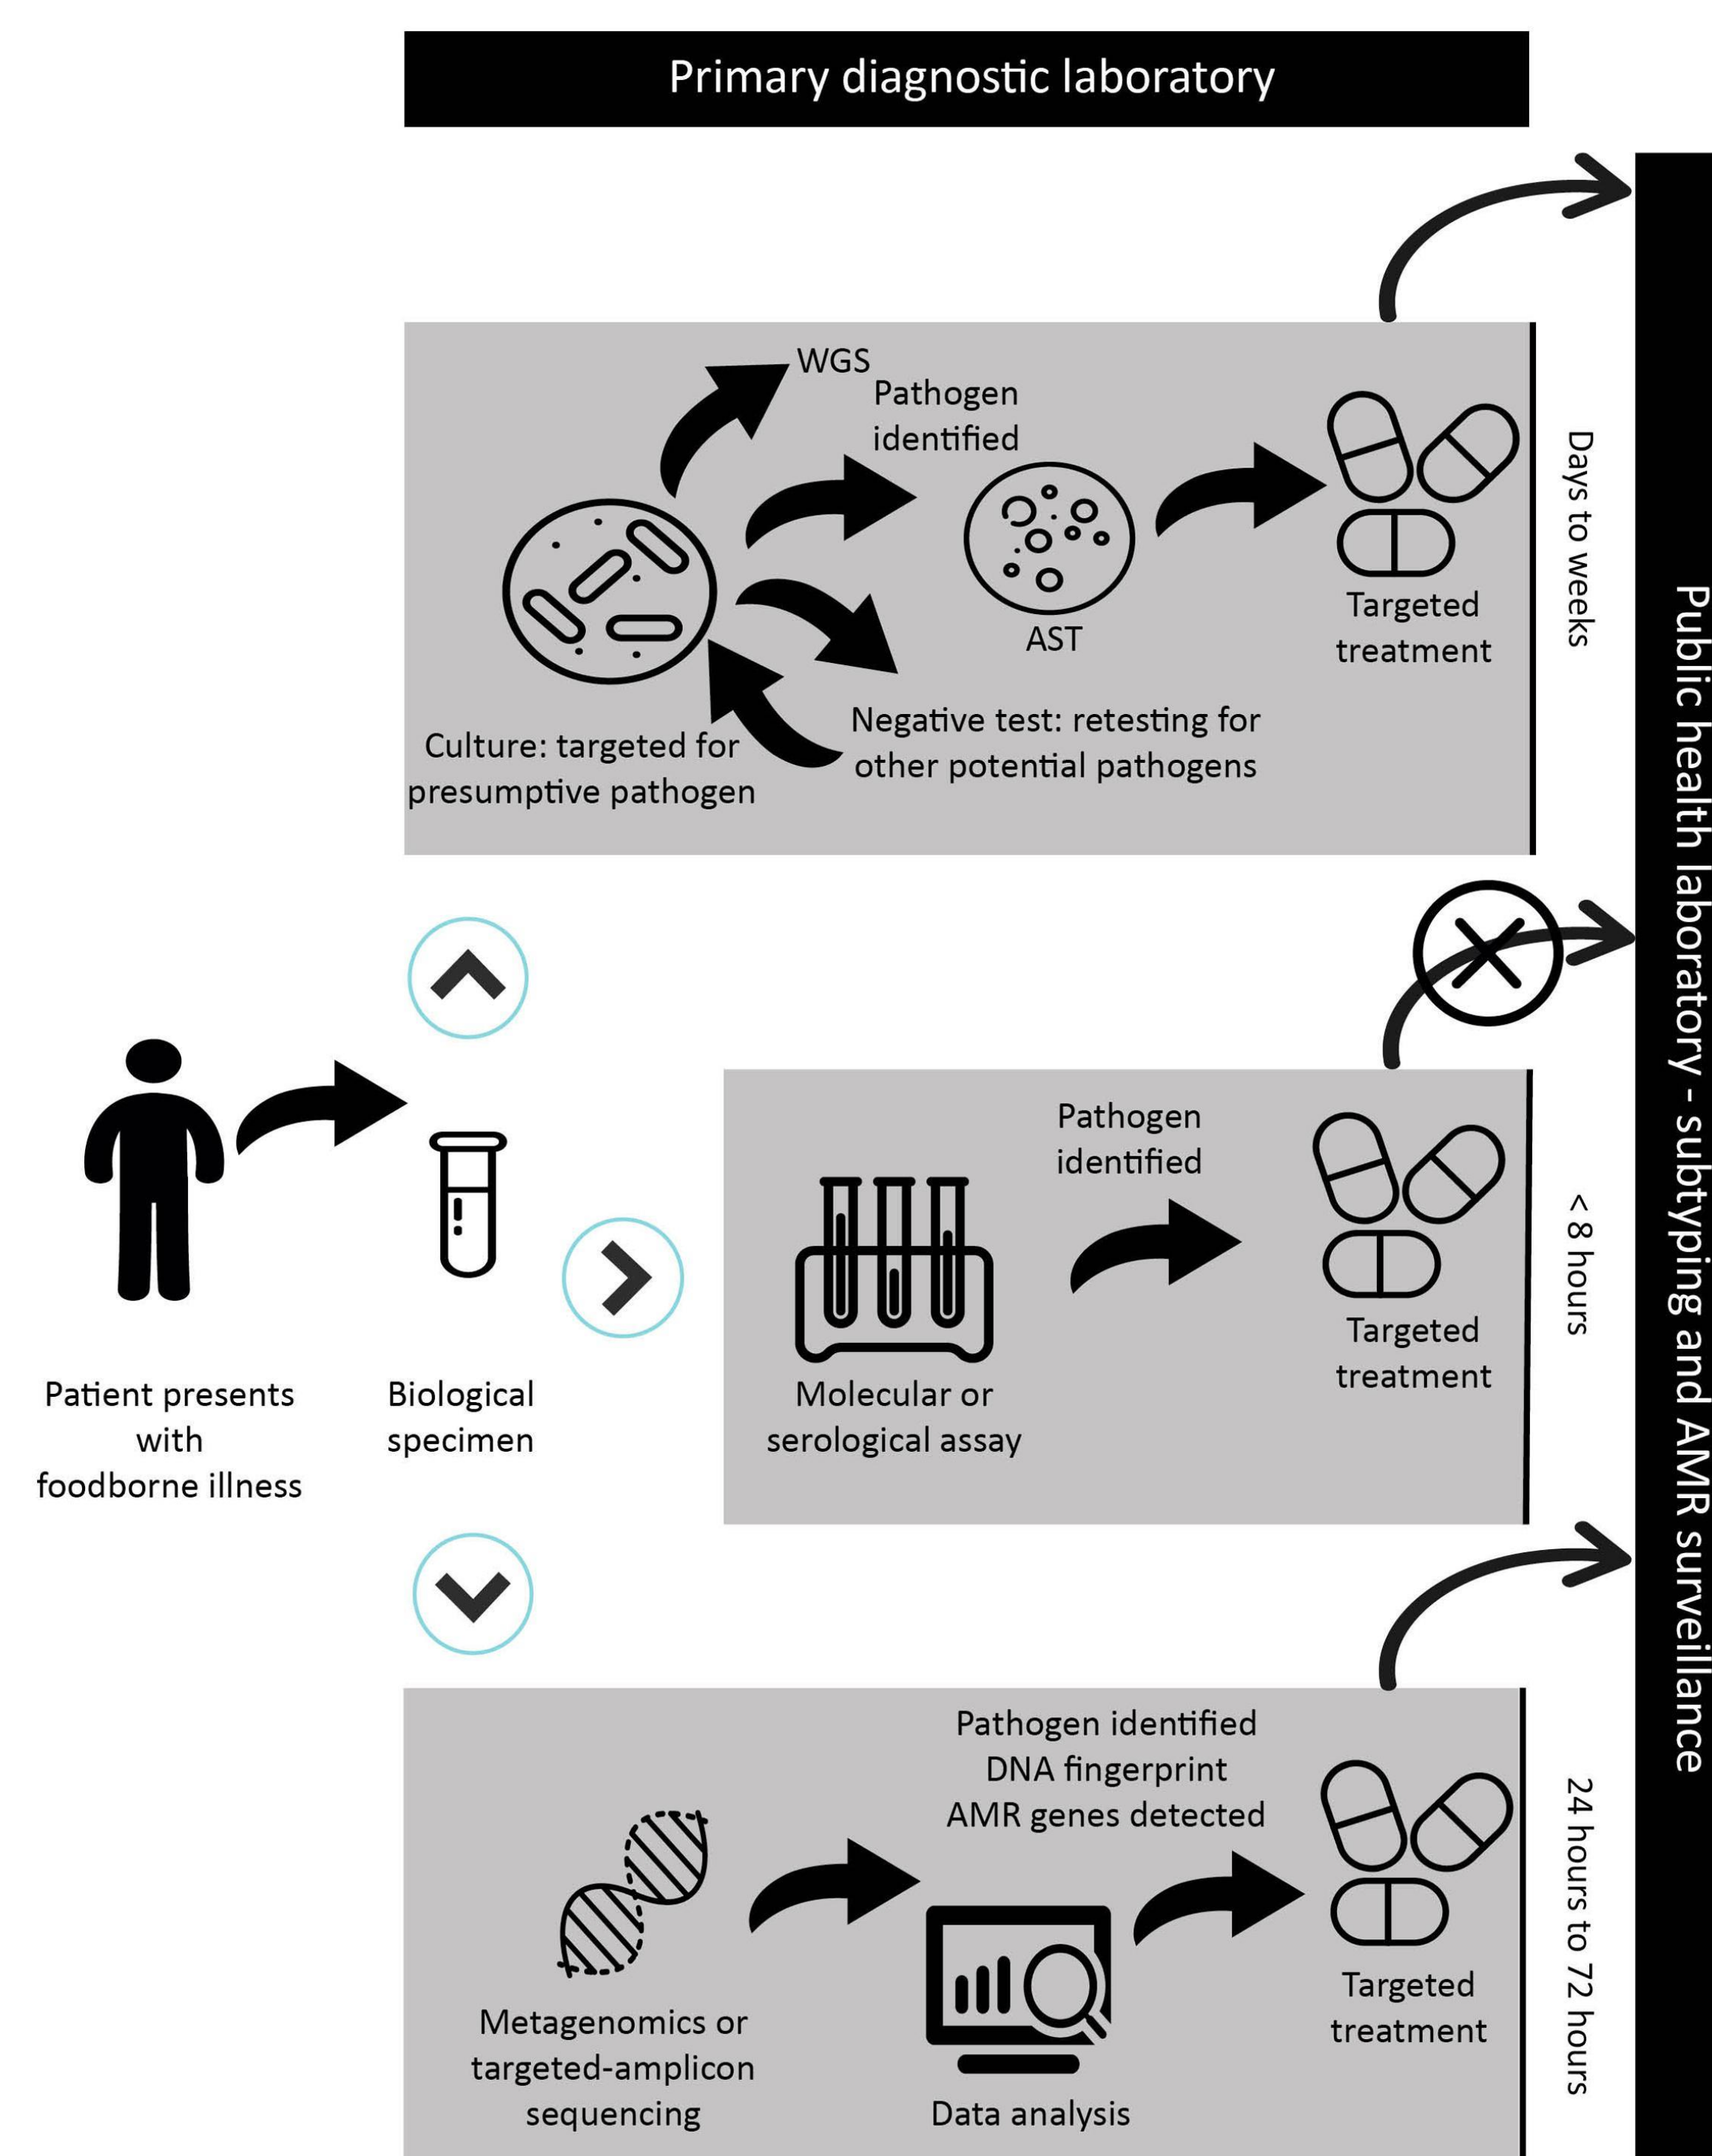 Primary diagnostic laboratory
WGS
Pathogen
identified
AST
Targeted
treatment
Negative test: retesting for
other potential pathogens
Culture: targeted for
presumptive pathogen
Days to weeks
Patient presents
with
foodborne illness
Biological
specimen
Pathogen
identified
Molecular or
serological assay
Targeted
treatment
< 8 hours
Pathogen identified
DNA fingerprint
AMR genes detected
Metagenomics or
targeted-amplicon
sequencing
Data analysis
Targeted
treatment
24 hours to 72 hours
Public health laboratory - subtyping and AMR surveillance